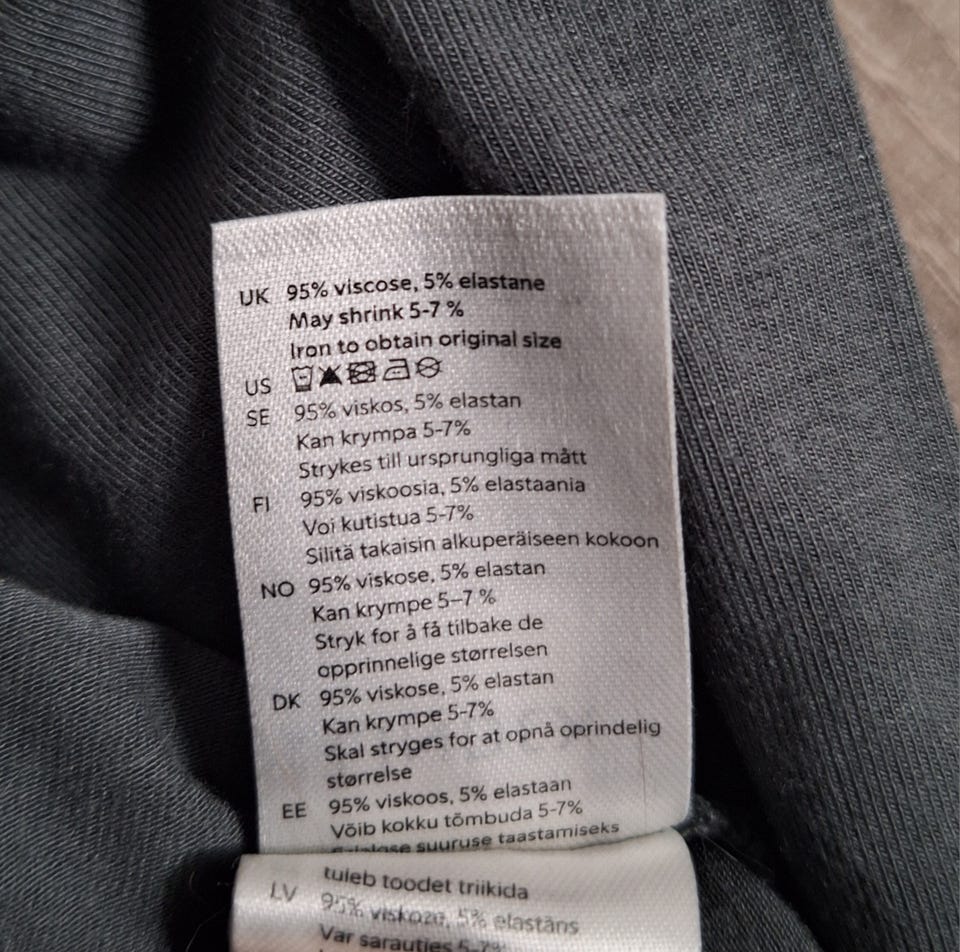 UK 95% viscose, 5% elastane
May shrink 5-7 %
Iron to obtain original size
US
SE 95% viskos, 5% elastan
Kan krympa 5-7%
Strykes till ursprungliga mått
FI 95% viskoosia, 5% elastaania
Voi kutistua 5-7%
Silitä takaisin alkuperäiseen kokoon
NO 95% viskose, 5% elastan
Kan krympe 5–7 %
Stryk for å få tilbake de
opprinnelige størrelsen
DK 95% viskose, 5% elastan
Kan krympe 5-7%
Skal stryges for at opnå oprindelig
størrelse
EE 95% viskoos, 5% elastaan
Võib kokku tõmbuda 5-7%
suuruse taastamiseks
tuleb toodet triikida
LV 95% viskoze, 5% elastāns
Var sarauties 5-7%